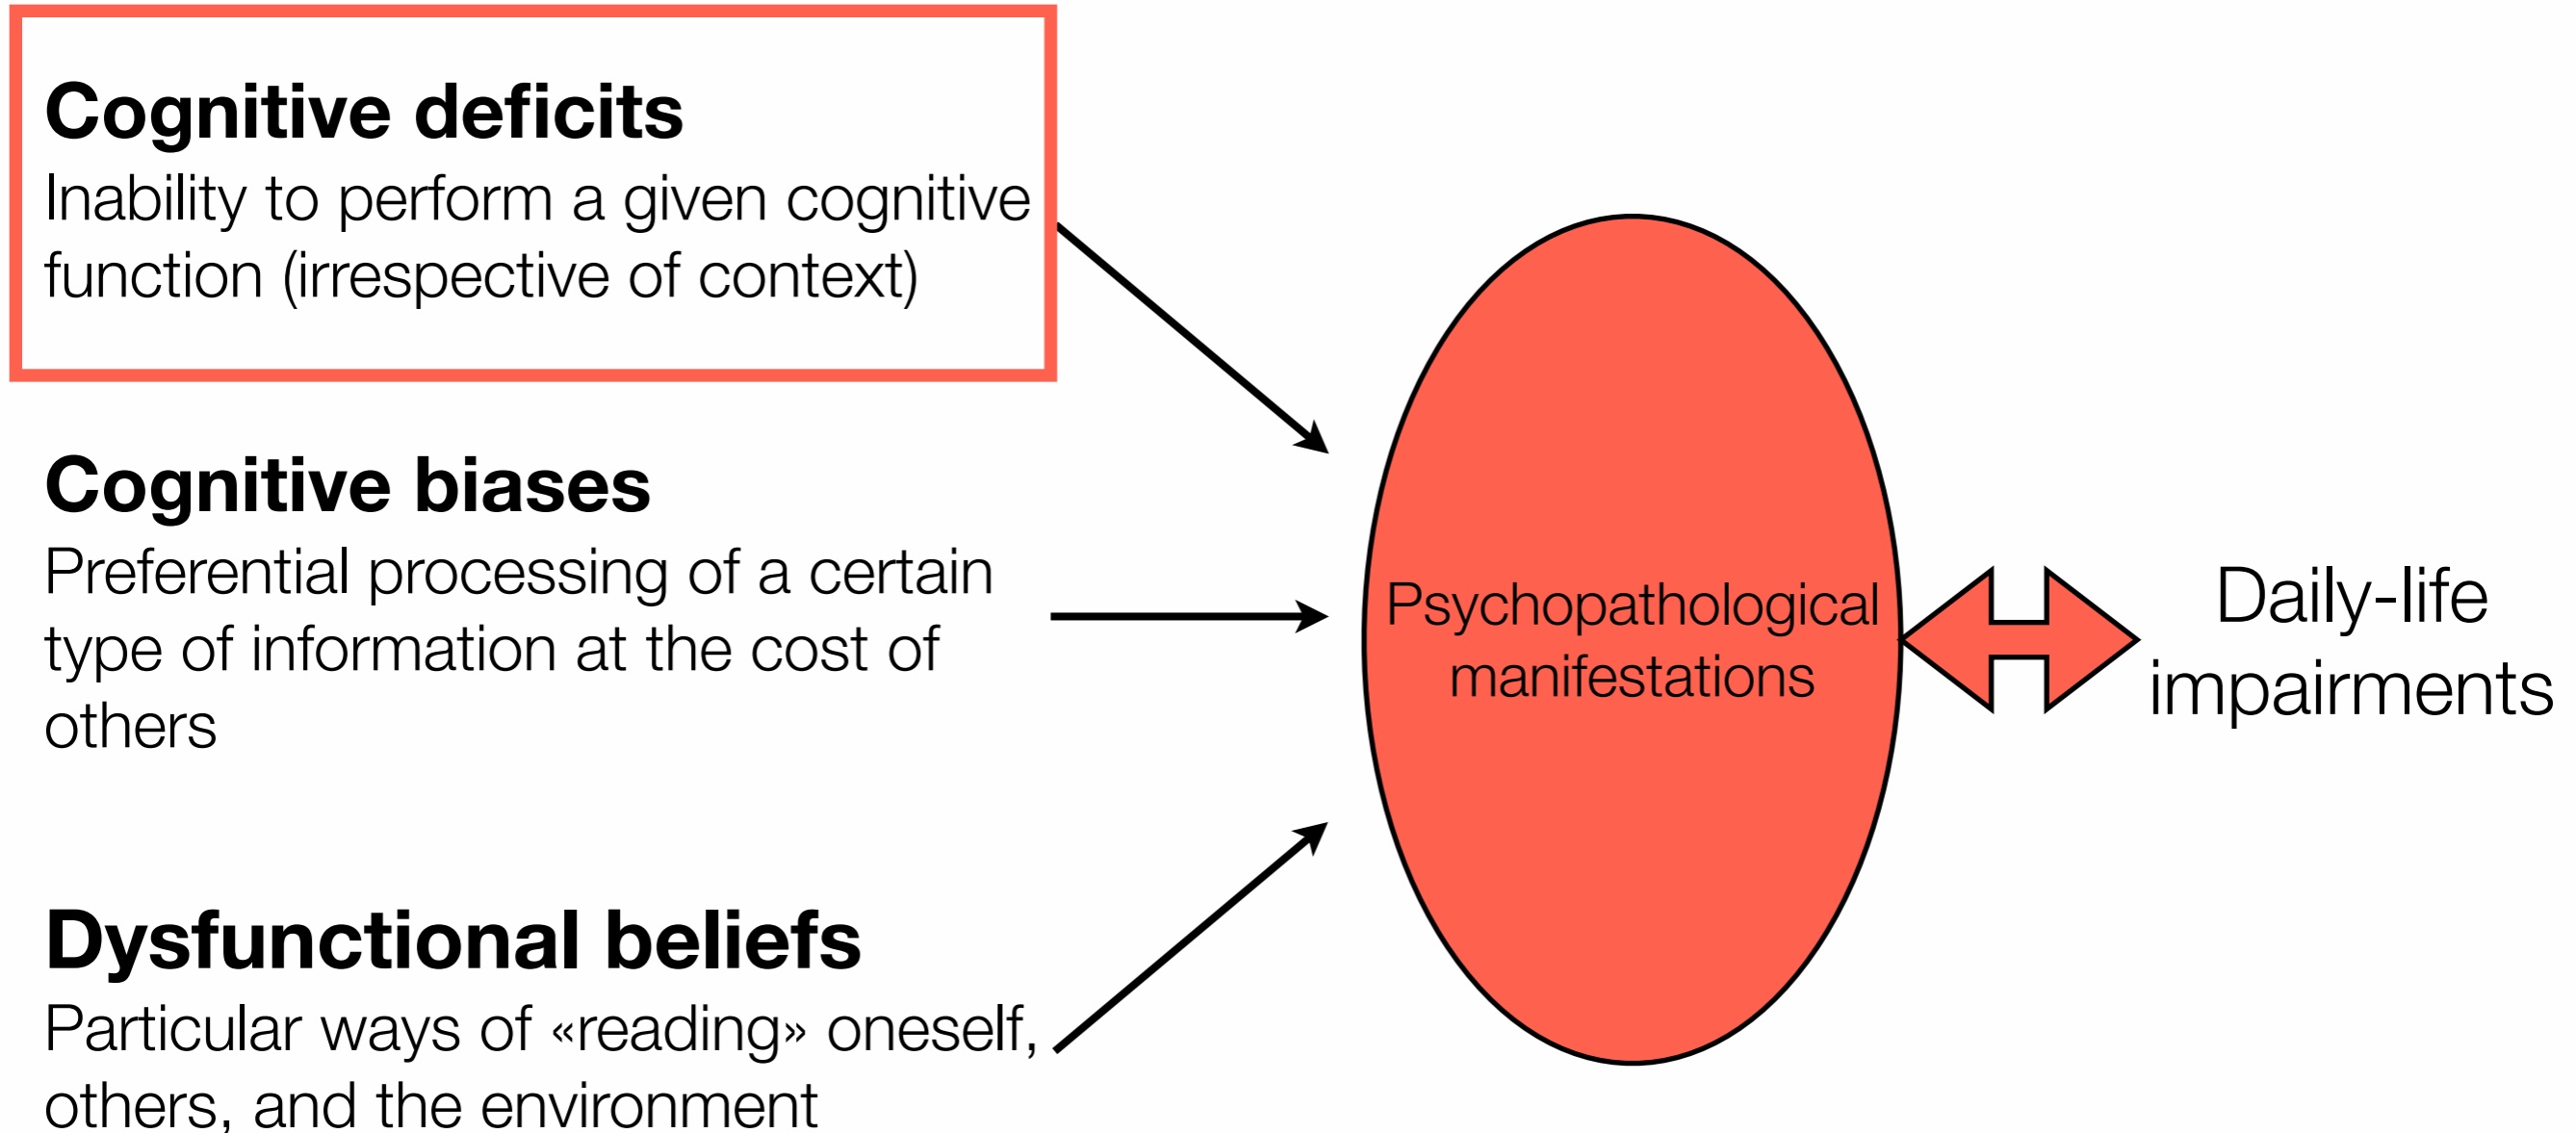 Cognitive deficits
Inability to perform a given cognitive
function (irrespective of context)
Cognitive biases
Preferential processing of a certain
type of information at the cost of
others
Dysfunctional beliefs
Particular ways of «reading» oneself,
others, and the environment
Psychopathological
manifestations
Daily-life
impairments